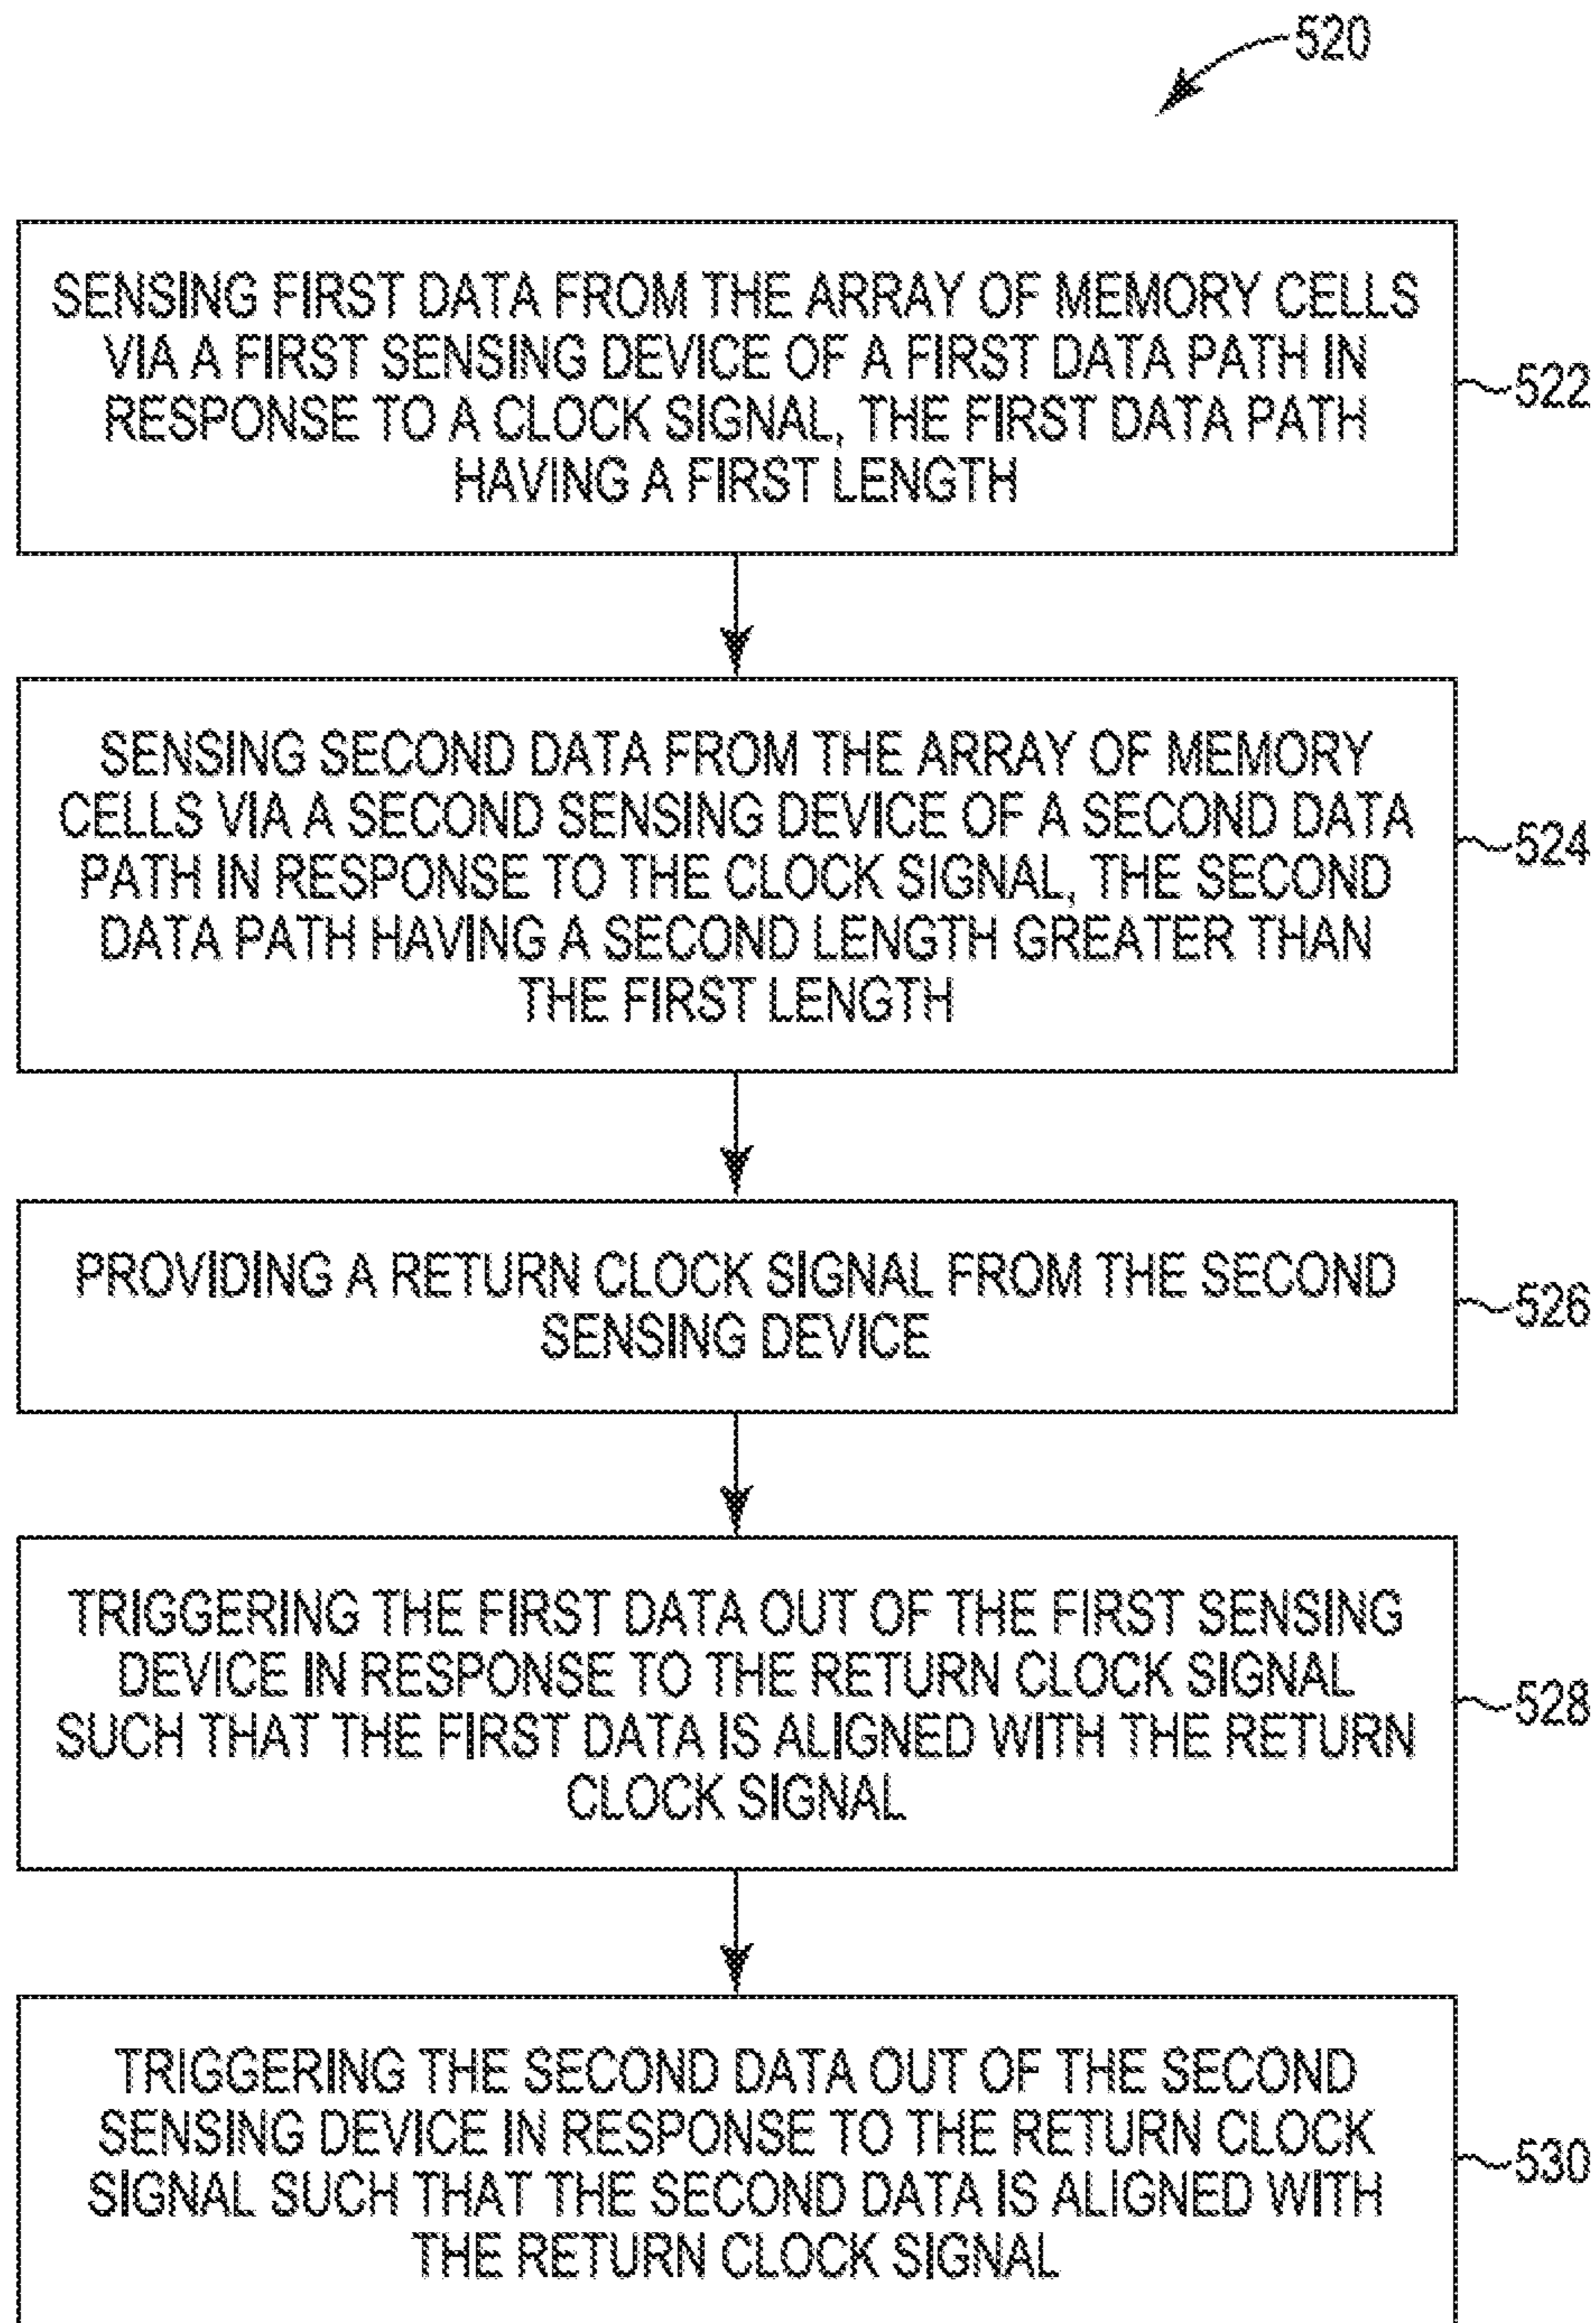 520
SENSING FIRST DATA FROM THE ARRAY OF MEMORY CELLS
VIA A FIRST SENSING DEVICE OF A FIRST DATA PATH IN
RESPONSE TO A CLOCK SIGNAL, THE FIRST DATA PATH
HAVING A FIRST LENGTH
522
SENSING SECOND DATA FROM THE ARRAY OF MEMORY
CELLS VIA A SECOND SENSING DEVICE OF A SECOND DATA
PATH IN RESPONSE TO THE CLOCK SIGNAL, THE SECOND
DATA PATH HAVING A SECOND LENGTH GREATER THAN
THE FIRST LENGTH
524
PROVIDING A RETURN CLOCK SIGNAL FROM THE SECOND
SENSING DEVICE
526
TRIGGERING THE FIRST DATA OUT OF THE FIRST SENSING
DEVICE IN RESPONSE TO THE RETURN CLOCK SIGNAL
SUCH THAT THE FIRST DATA IS ALIGNED WITH THE RETURN
CLOCK SIGNAL
528
TRIGGERING THE SECOND DATA OUT OF THE SECOND
SENSING DEVICE IN RESPONSE TO THE RETURN CLOCK
SIGNAL SUCH THAT THE SECOND DATA IS ALIGNED WITH
THE RETURN CLOCK SIGNAL
530